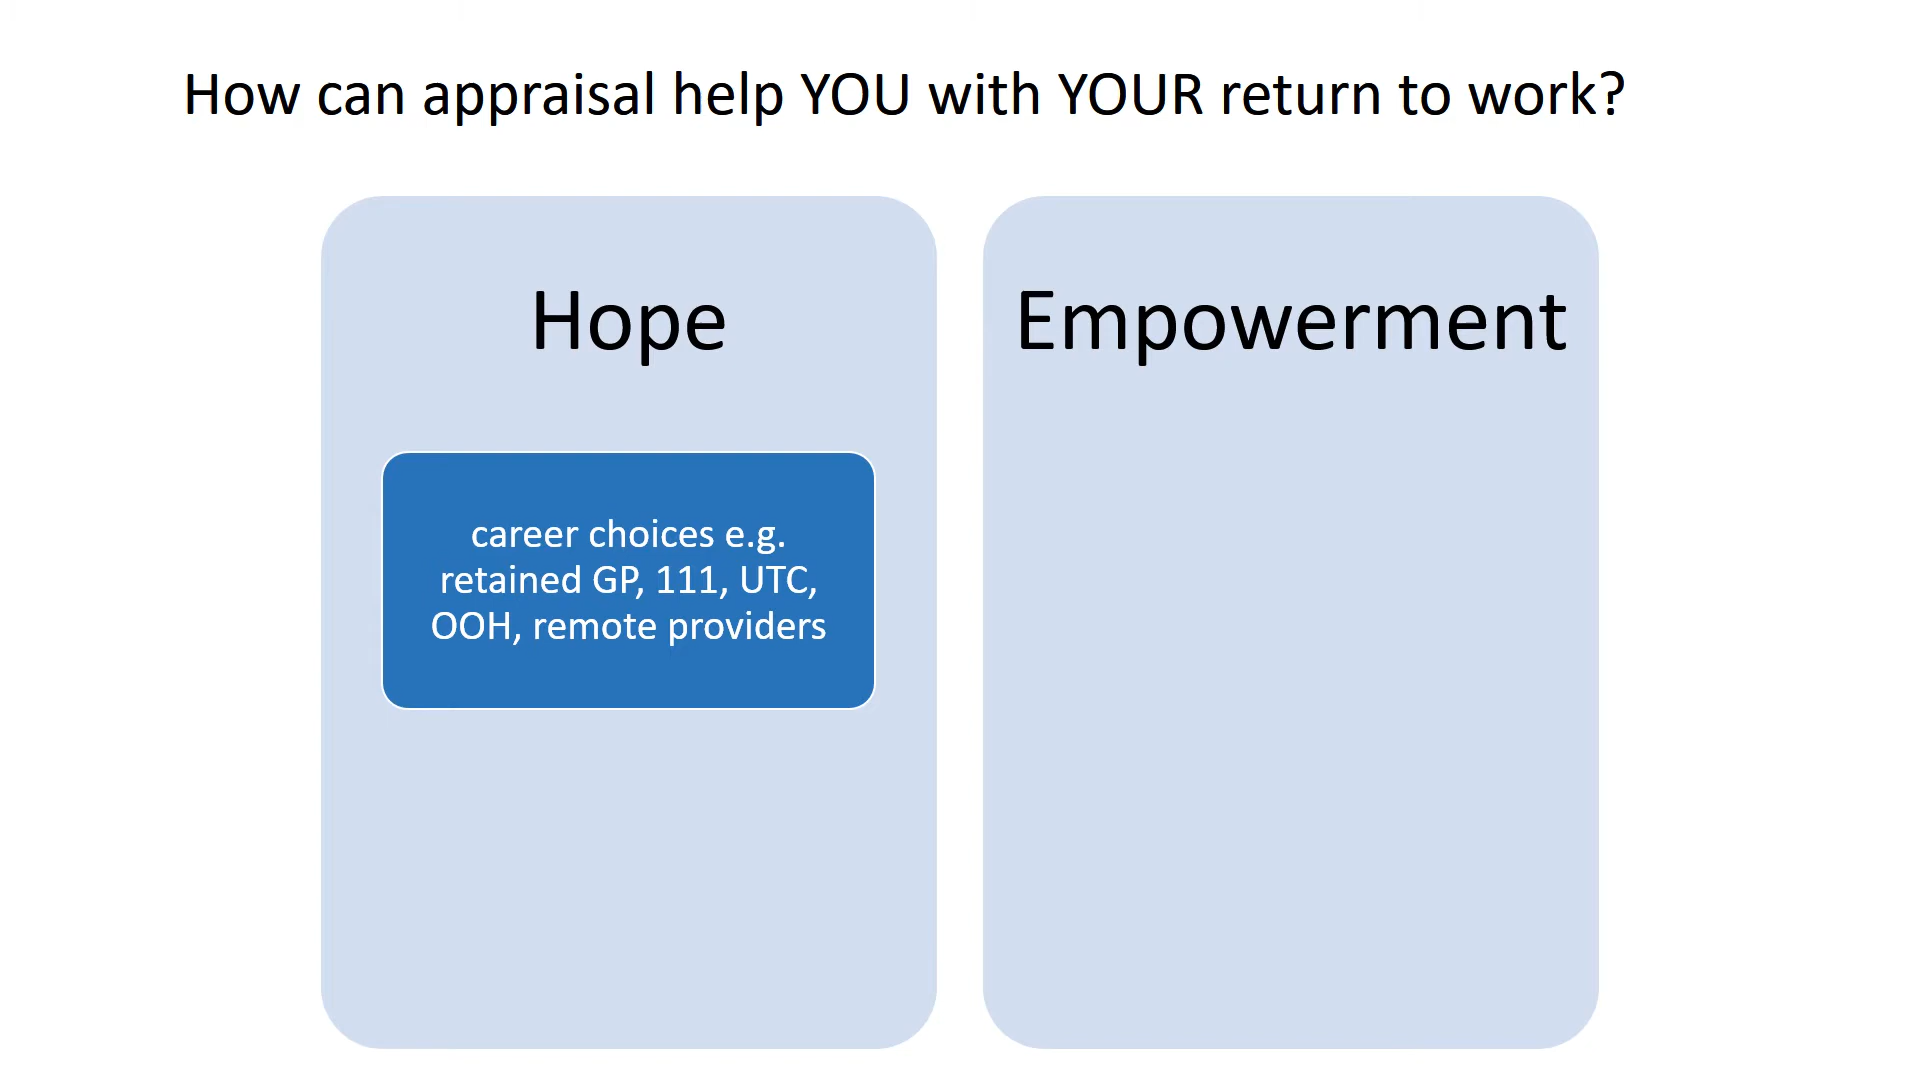 How can appraisal help YOU with YOUR return to work?
Hope
career choices e.g.
retained GP, 111, UTC,
OOH, remote providers
Empowerment